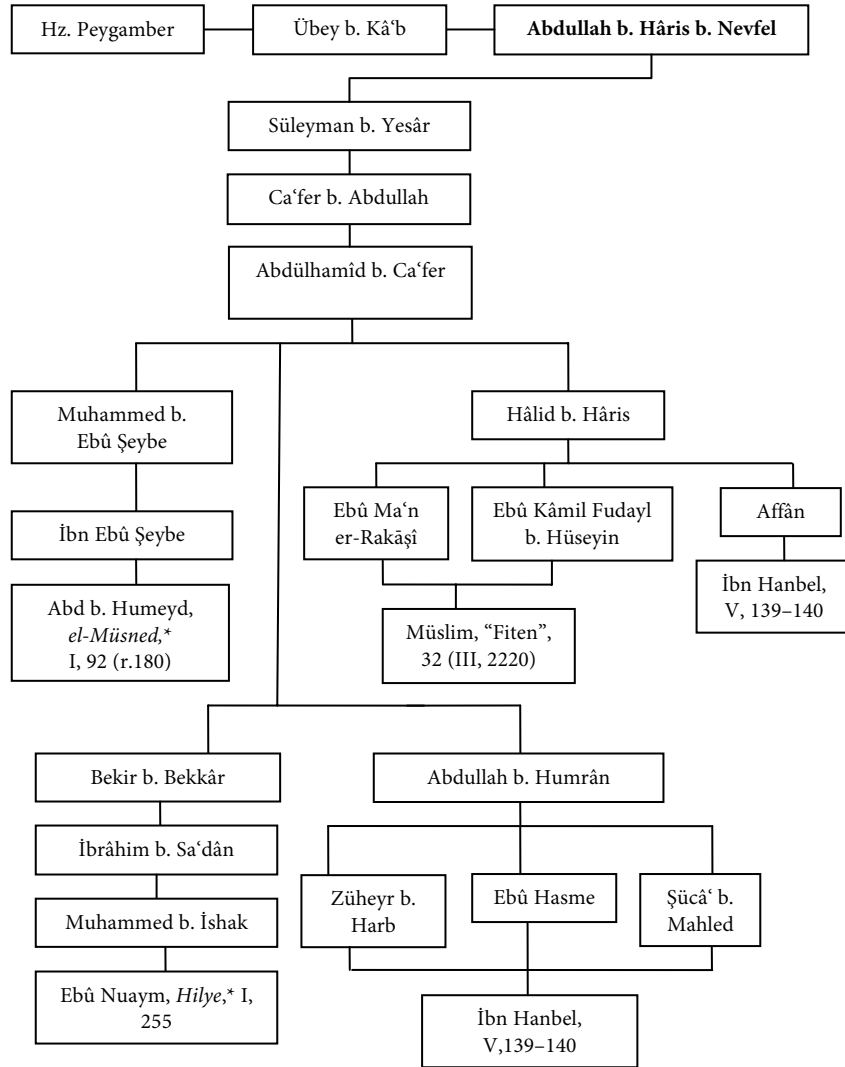 Hz. Peygamber
Übey b. Kâ‘b
Abdullah b. Hâris b. Nevfel
Süleyman b. Yesâr
Ca‘fer b. Abdullah
Abdülhamîd b. Ca‘fer
Muhammed b.
Ebû Şeybe
Hâlid b. Hâris
İbn Ebû Şeybe
Ebû Ma‘n
er-Rakāşî
Ebû Kâmil Fudayl
b. Hüseyin
Affân
Abd b. Humeyd,
el-Müsned,*
I, 92 (r.180)
Müslim, “Fiten”,
32 (III, 2220)
İbn Hanbel,
V, 139–140
Bekir b. Bekkâr
Abdullah b. Humrân
İbrâhim b. Sa‘dân
Muhammed b. İshak
Ebû Nuaym, Hilye,* I,
255
Züheyr b.
Harb
Ebû Hasme
Şücâ‘ b.
Mahled
İbn Hanbel,
V,139–140